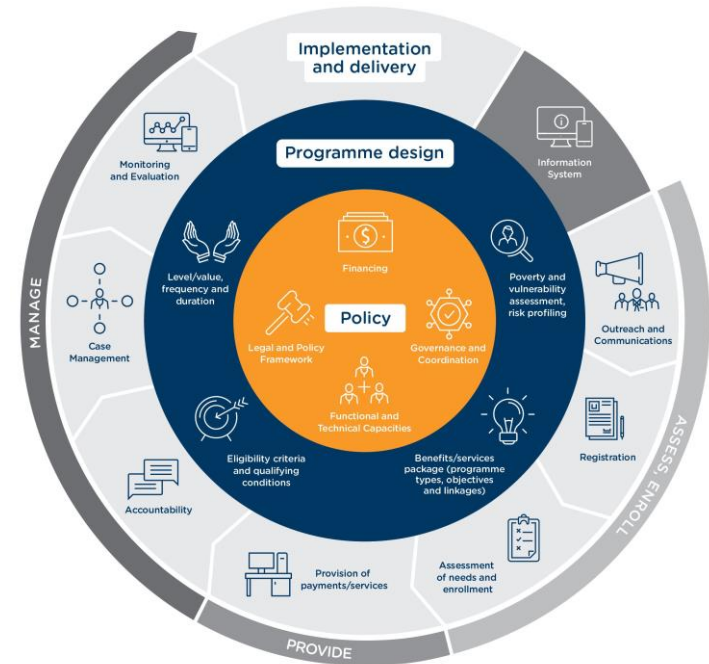 Implementation
and delivery
Information
System
Outreach and
Communications
Registration
Assessment
of needs and
enrollment
Provision of
payments/services
Accountability
Case
Management
Monitoring
and Evaluation
ASSESS, ENROLL
PROVIDE
MANAGE
Programme design
Poverty and
vulnerability
assessment,
risk profiling
Benefits/services
package (programme
types, objectives
and linkages)
Eligibility criteria
and qualifying
conditions
Level/value,
frequency and
duration
Policy
Financing
Governance and
Coordination
Functional and
Technical Capacities
Legal and Policy
Framework